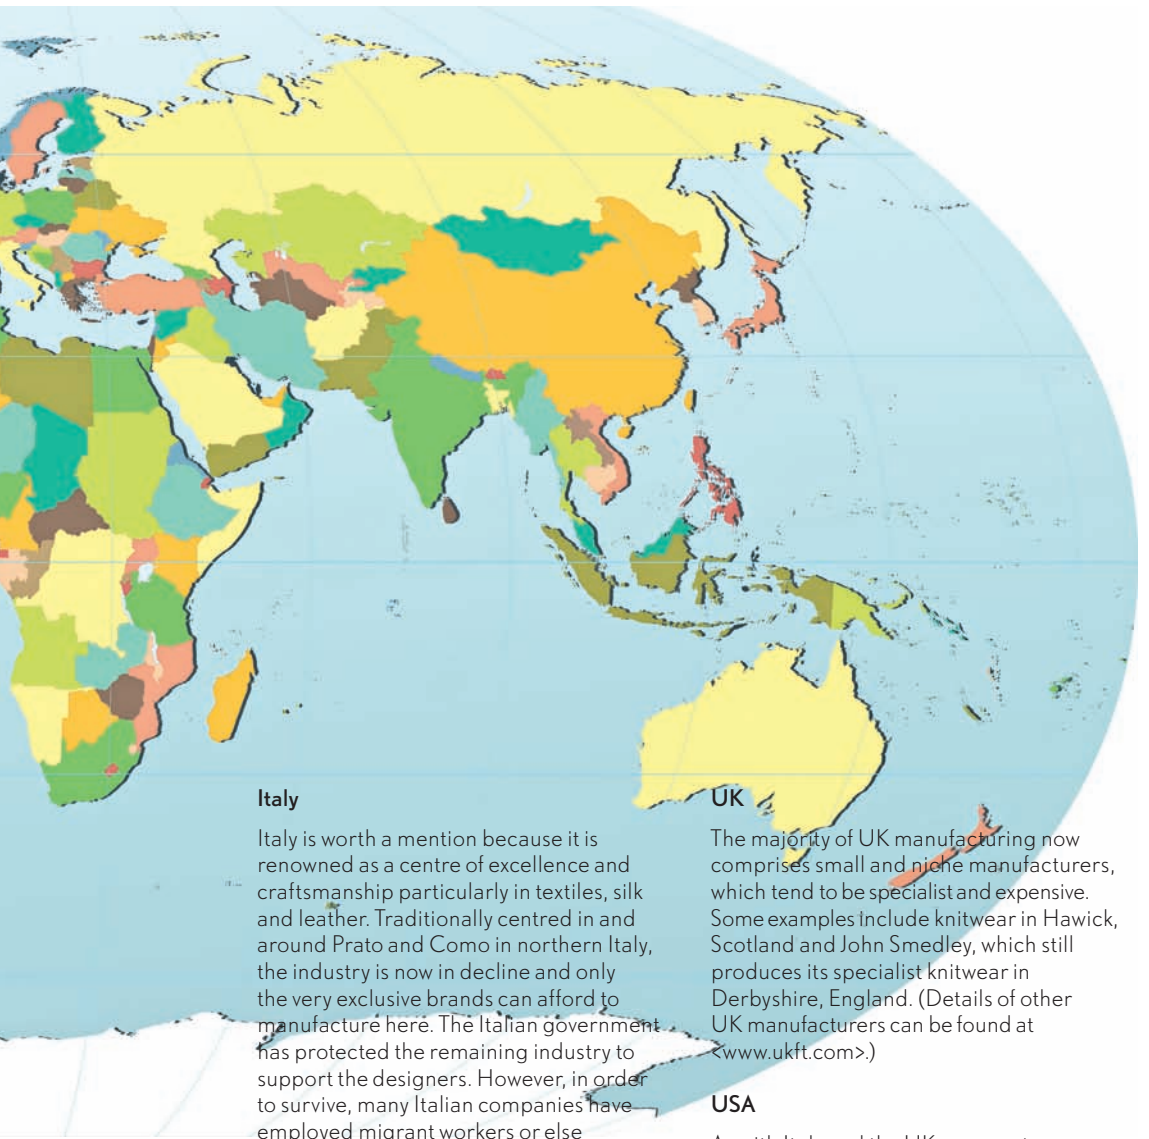 Italy
Italy is worth a mention because it is
renowned as a centre of excellence and
craftsmanship particularly in textiles, silk
and leather. Traditionally centred in and
around Prato and Como in northern Italy,
the industry is now in decline and only
the very exclusive brands can afford to
manufacture here. The Italian government
has protected the remaining industry to
support the designers. However, in order
to survive, many Italian companies have
employed migrant workers or else
UK
The majority of UK manufacturing now
comprises small and niche manufacturers,
which tend to be specialist and expensive.
Some examples include knitwear in Hawick,
Scotland and John Smedley, which still
produces its specialist knitwear in
Derbyshire, England. (Details of other
UK manufacturers can be found at
<www.ukft.com>.)
USA